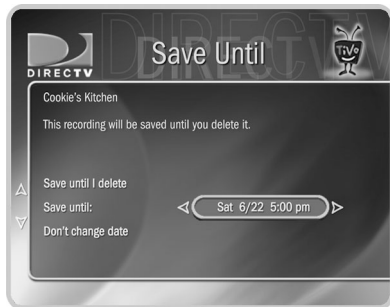 DIRECTV
Save Until
TiVo
DIRECTV
Cookie's Kitchen
This recording will be saved until you delete it.
Save until I delete
Save until:
Sat 6/22 5:00 pm
Don't change date